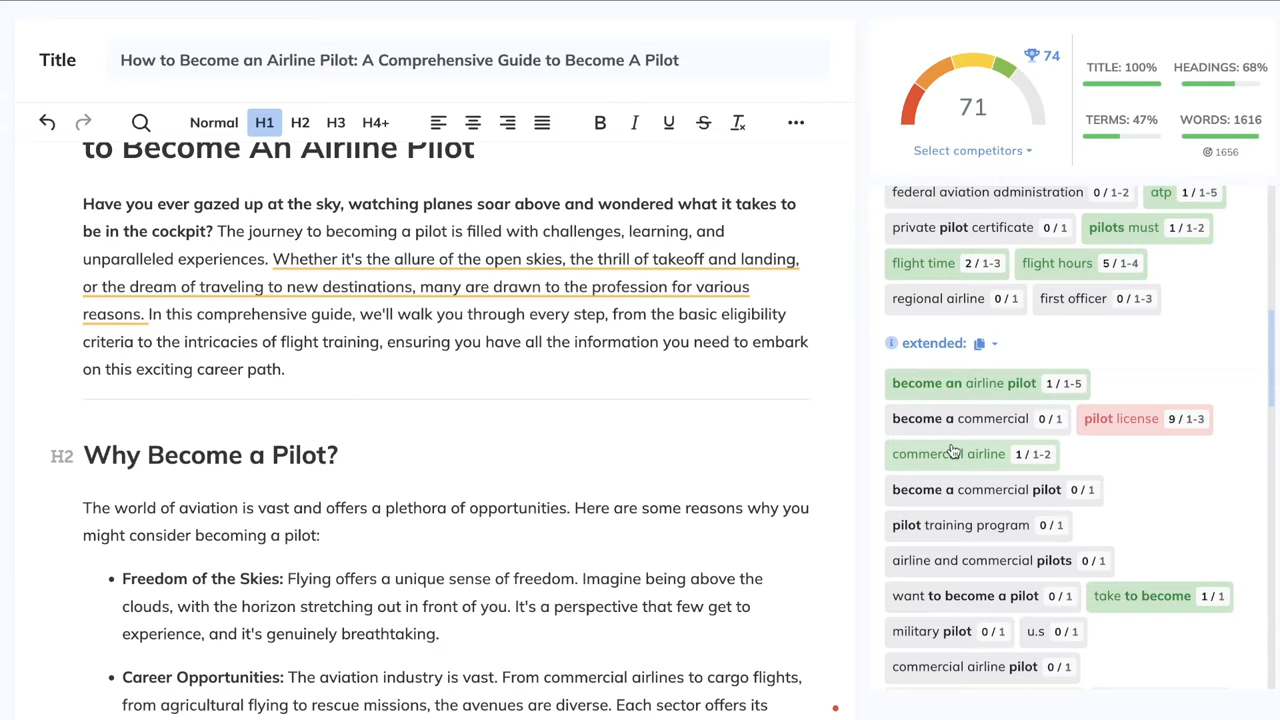 Title
How to Become an Airline Pilot: A Comprehensive Guide to Become A Pilot
Normal H1 H2 H3 H4+ B I U S T
to Become An Airline Pilot
Have you ever gazed up at the sky, watching planes soar above and wondered what it takes to
be in the cockpit? The journey to becoming a pilot is filled with challenges, learning, and
unparalleled experiences. Whether it's the allure of the open skies, the thrill of takeoff and landing,
or the dream of traveling to new destinations, many are drawn to the profession for various
reasons. In this comprehensive guide, we'll walk you through every step, from the basic eligibility
criteria to the intricacies of flight training, ensuring you have all the information you need to embark
on this exciting career path.
H2 Why Become a Pilot?
The world of aviation is vast and offers a plethora of opportunities. Here are some reasons why you
might consider becoming a pilot:
• Freedom of the Skies: Flying offers a unique sense of freedom. Imagine being above the
clouds, with the horizon stretching out in front of you. It's a perspective that few get to
experience, and it's genuinely breathtaking.
• Career Opportunities: The aviation industry is vast. From commercial airlines to cargo flights,
from agricultural flying to rescue missions, the avenues are diverse. Each sector offers its
74
71
Select competitors
TITLE: 100% HEADINGS: 68%
TERMS: 47% WORDS: 1616
1656
federal aviation administration 0 / 1-2 atp 1 / 1-5
private pilot certificate 0 / 1 pilots must 1 / 1-2
flight time 2 / 1-3 flight hours 5 / 1-4
regional airline 0 / 1 first officer 0 / 1-3
extended:
become an airline pilot 1 / 1-5
become a commercial 0 / 1 pilot license 9 / 1-3
commercial airline 1 / 1-2
become a commercial pilot 0 / 1
pilot training program 0 / 1
airline and commercial pilots 0 / 1
want to become a pilot 0 / 1 take to become 1 / 1
military pilot 0 / 1 u.s 0 / 1
commercial airline pilot 0 / 1